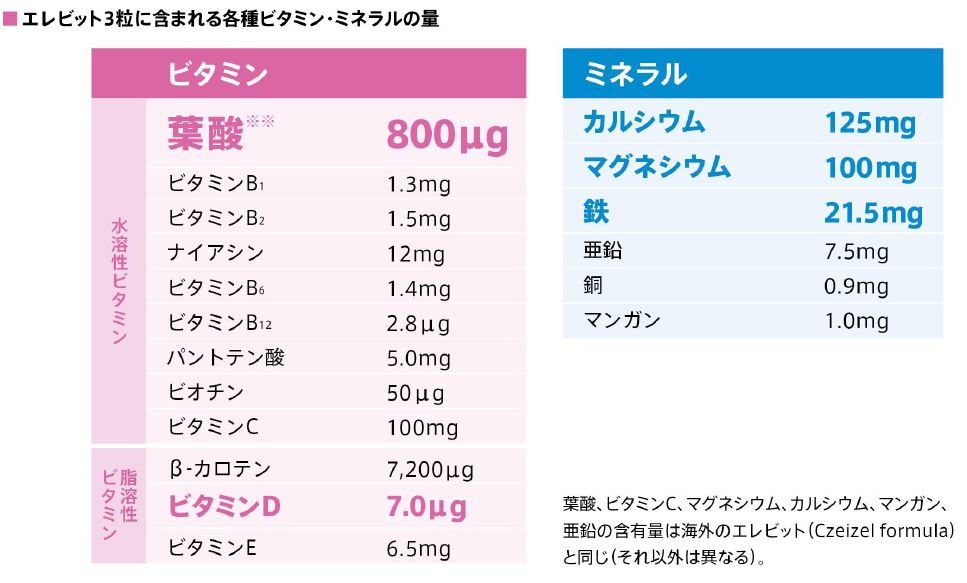 ■エレビット3粒に含まれる各種ビタミン・ミネラルの量
ビタミン
水溶性ビタミン
葉酸※※ 800μg
ビタミンB1 1.3mg
ビタミンB2 1.5mg
ナイアシン 12mg
ビタミンB6 1.4mg
ビタミンB12 2.8μg
パントテン酸 5.0mg
ビオチン 50μg
ビタミンC 100mg
脂溶性
ビタミン
β-カロテン 7,200μg
ビタミンD 7.0μg
ビタミンE 6.5mg
ミネラル
カルシウム 125mg
マグネシウム 100mg
鉄 21.5mg
亜鉛 7.5mg
銅 0.9mg
マンガン 1.0mg
葉酸、ビタミンC、マグネシウム、カルシウム、マンガン、
亜鉛の含有量は海外のエレビット(Czeizel formula)
と同じ(それ以外は異なる)。